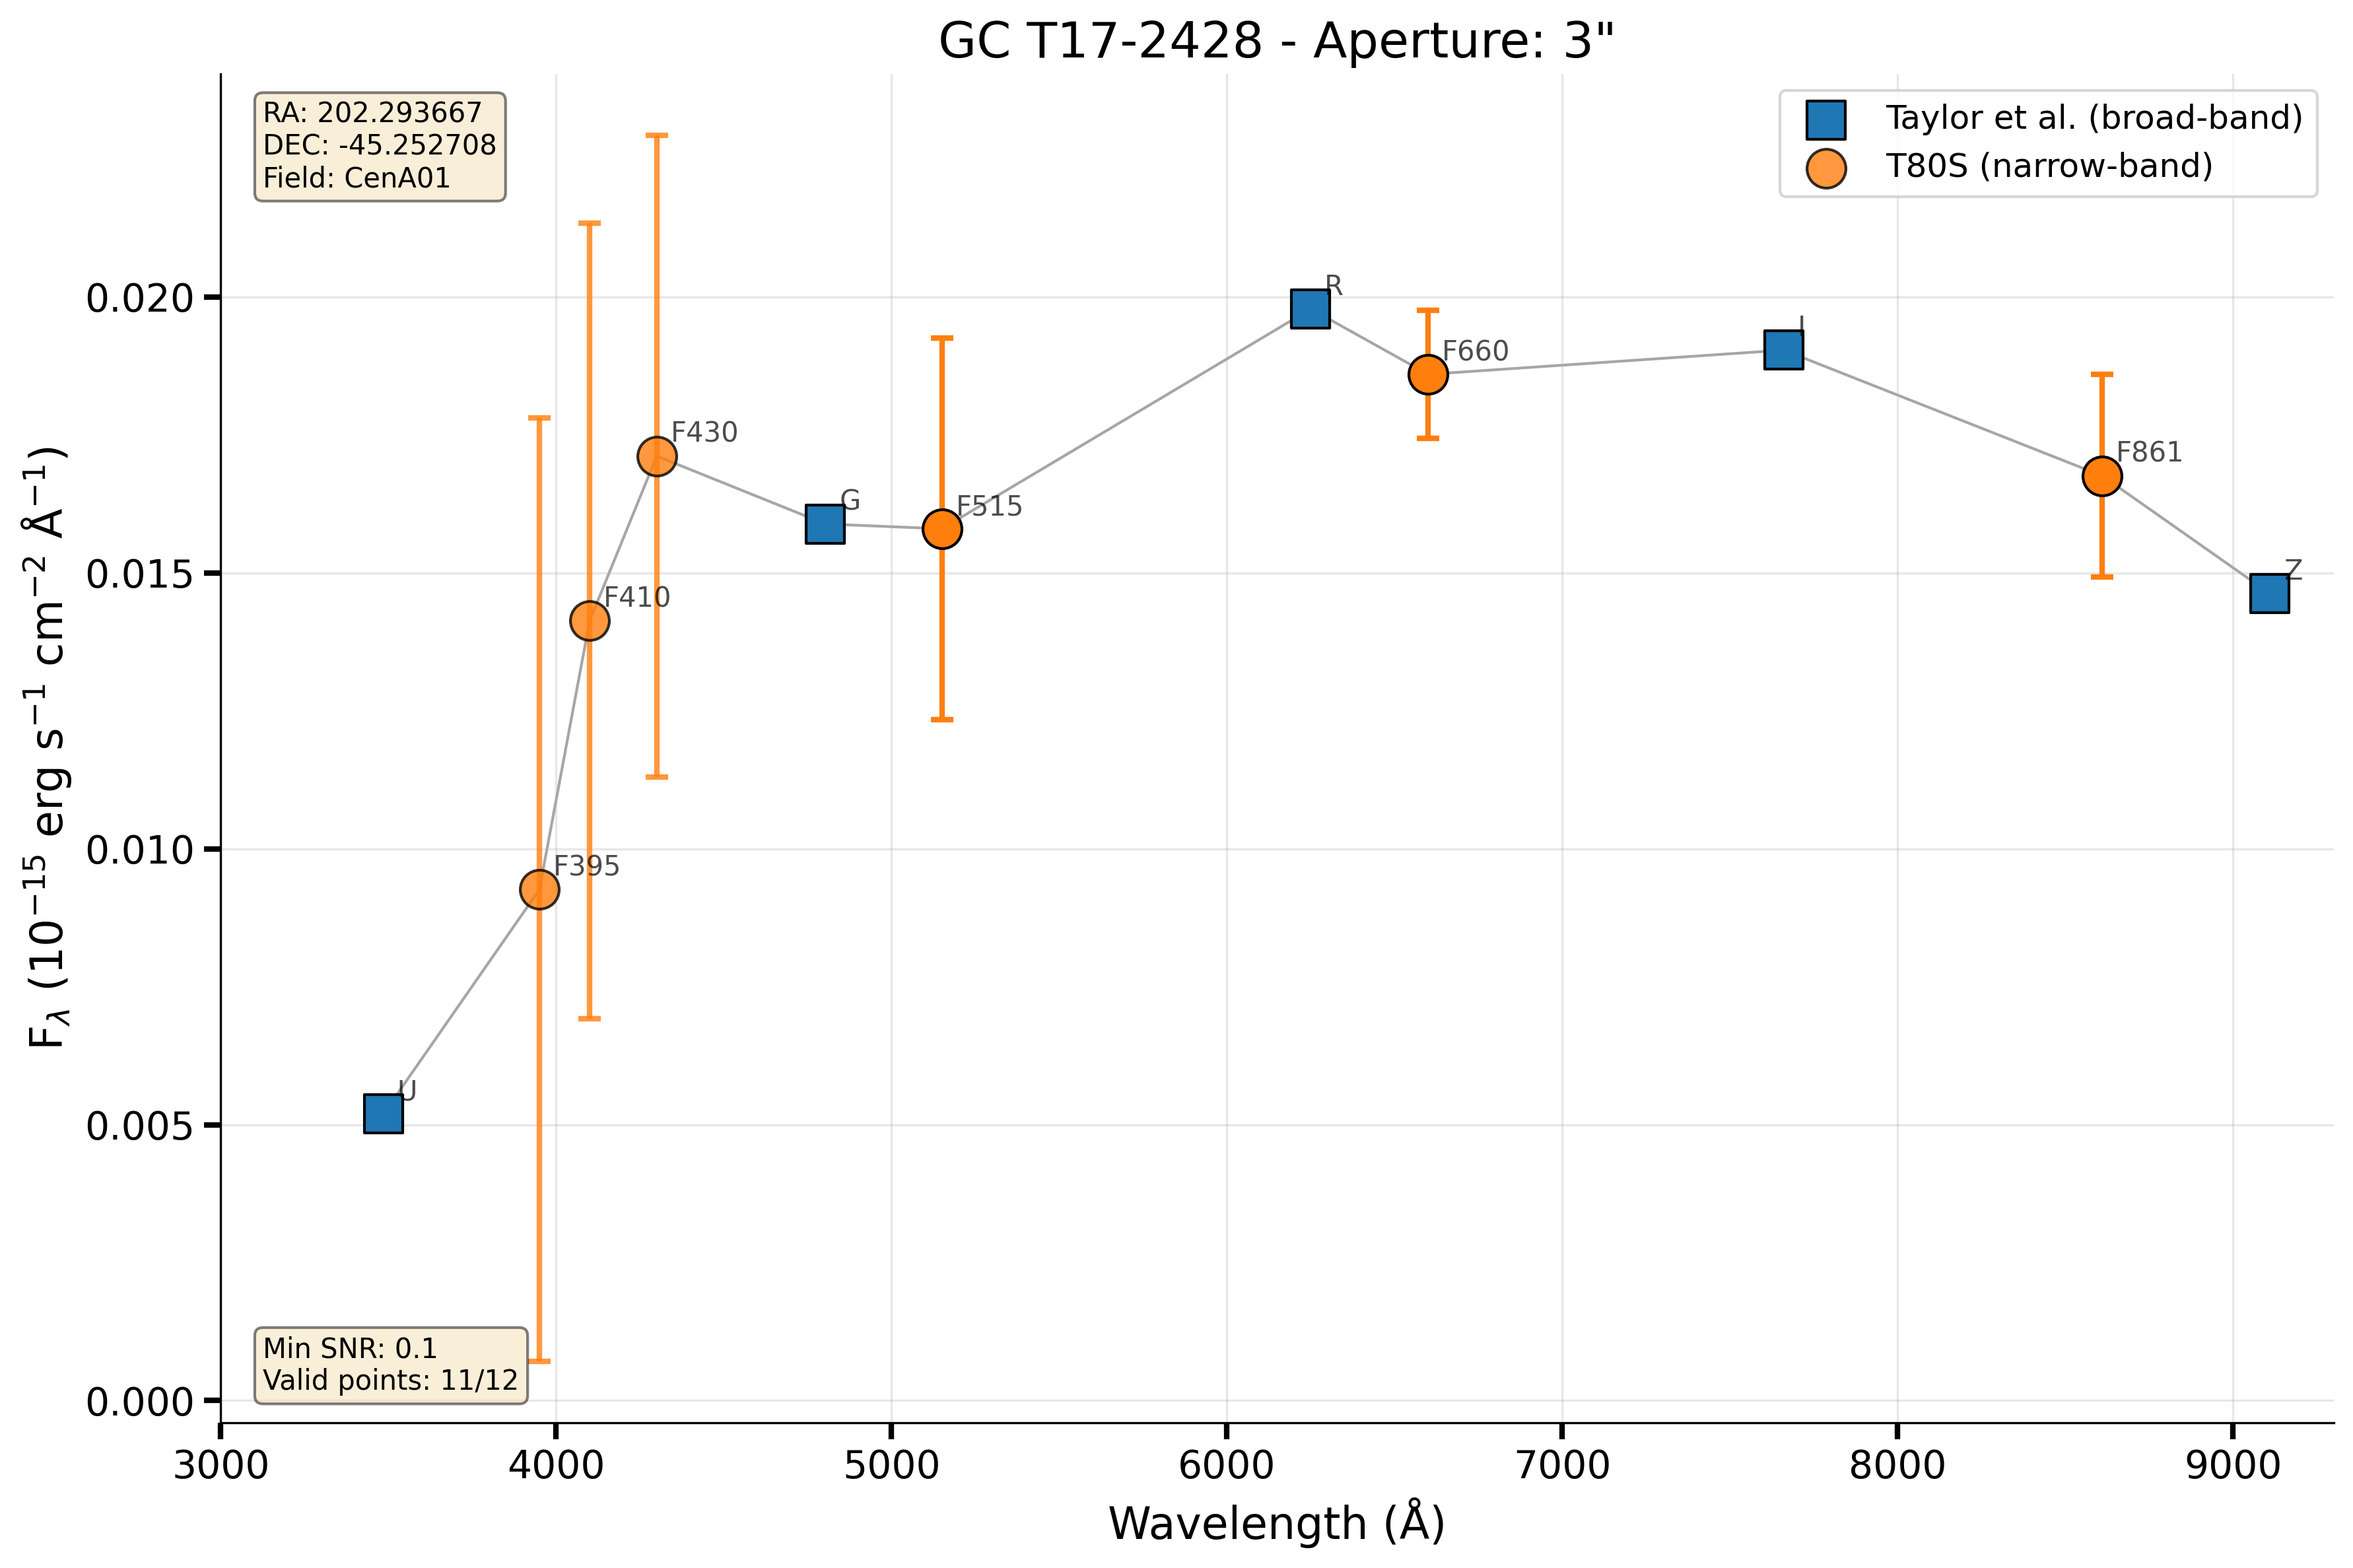 GC T17-2428 - Aperture: 3"
RA: 202.293667
DEC: -45.252708
Field: CenA01
Taylor et al. (broad-band)
T80S (narrow-band)
R
F660
I
F430
F861
G
F515
Z
F410
F395
U
Min SNR: 0.1
Valid points: 11/12
0.020
0.015
0.010
0.005
0.000
F_λ (10⁻¹⁵ erg s⁻¹ cm⁻² Å⁻¹)
3000 4000 5000 6000 7000 8000 9000
Wavelength (Å)